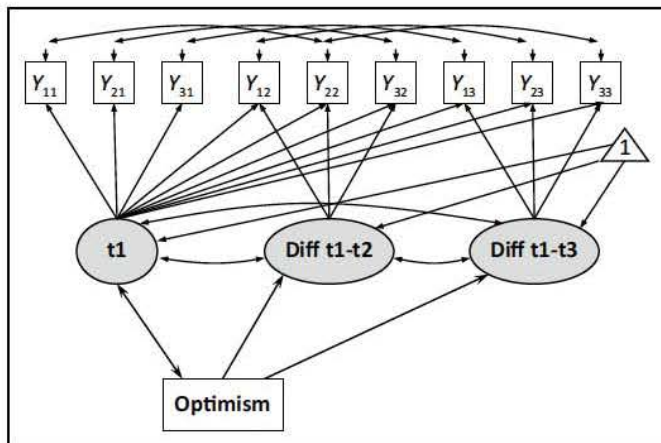 Y₁₁ Y₂₁ Y₃₁ Y₁₂ Y₂₂ Y₃₂ Y₁₃ Y₂₃ Y₃₃
1
t1 Diff t1-t2 Diff t1-t3
Optimism